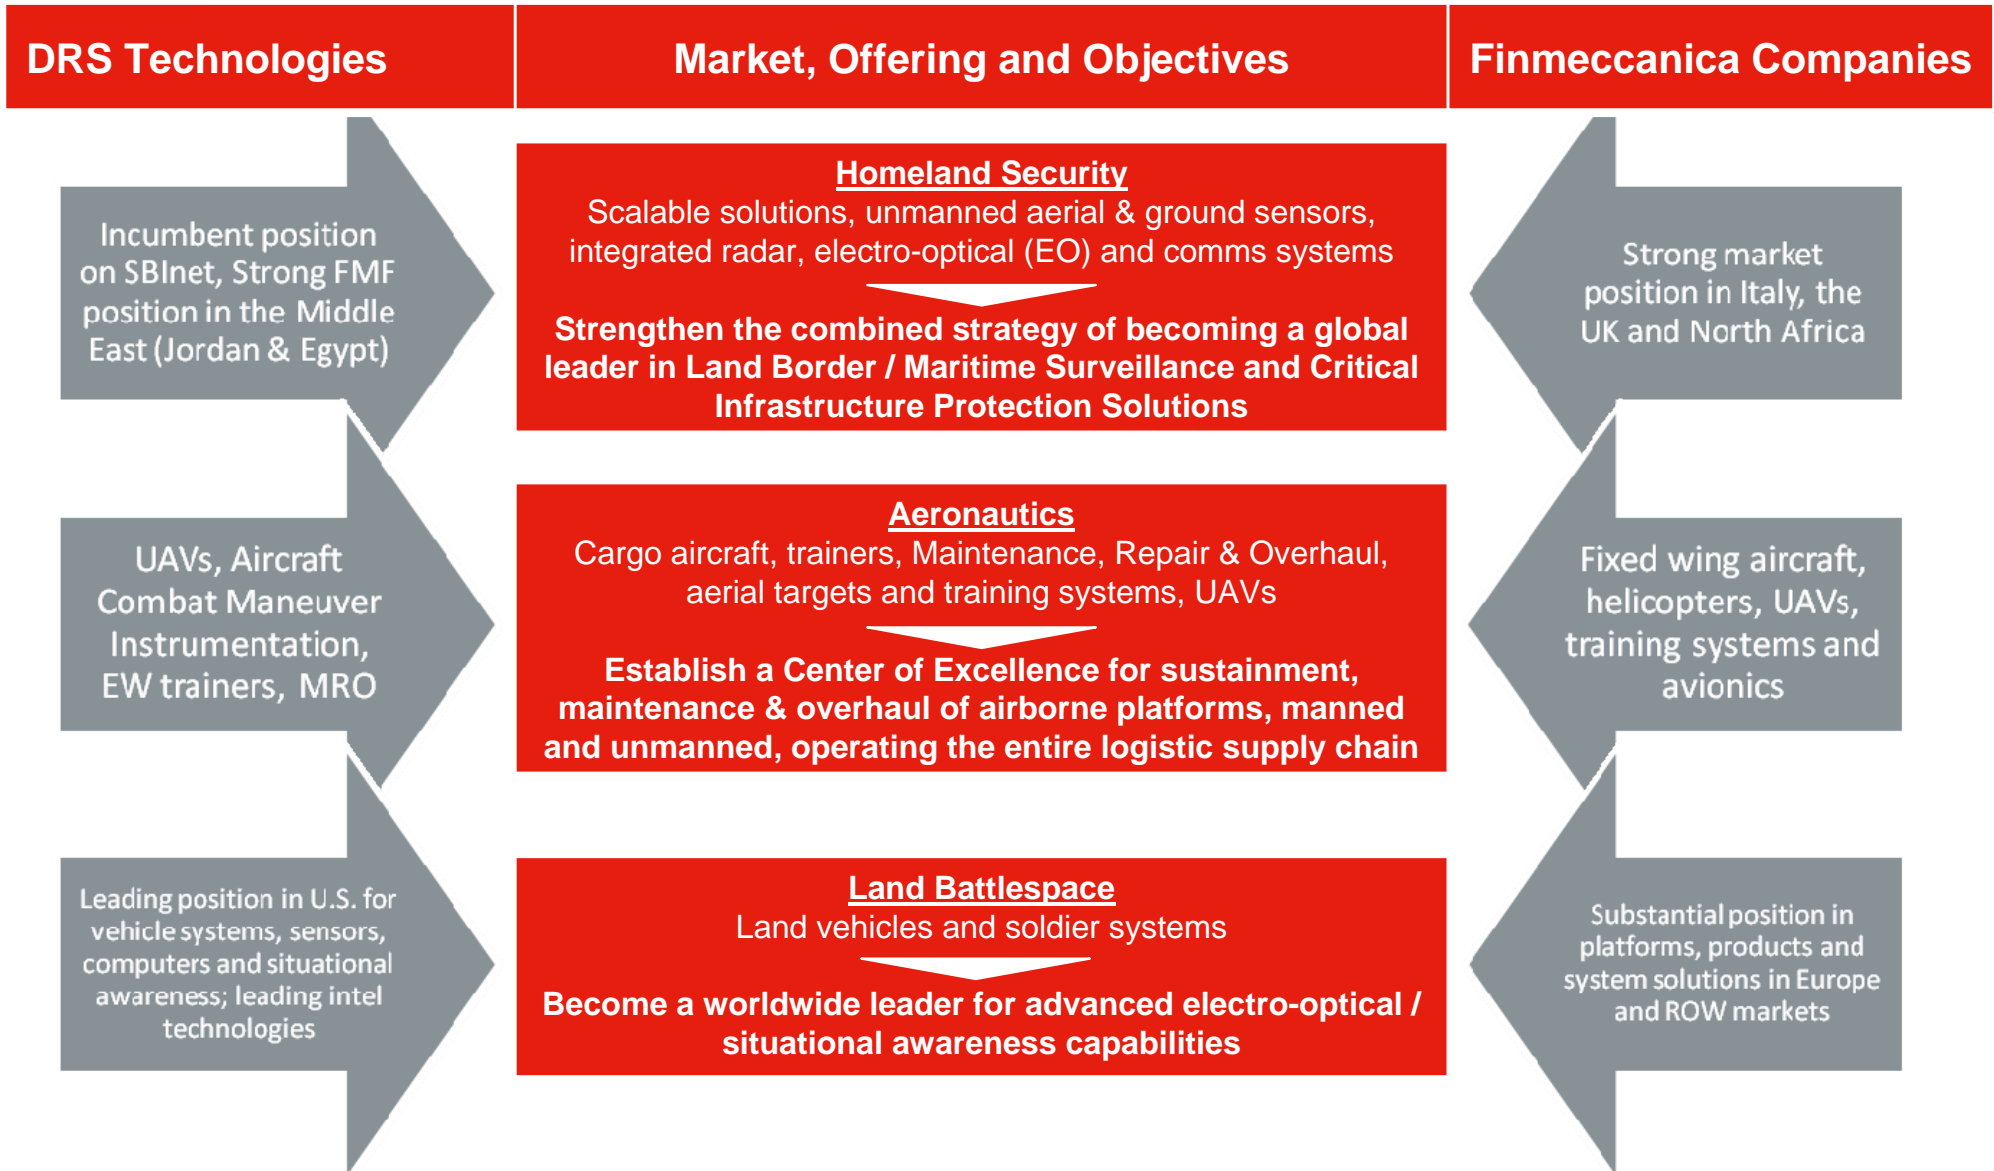 DRS Technologies
Market, Offering and Objectives
Finmeccanica Companies
Incumbent position
on SBInet, Strong FMF
position in the Middle
East (Jordan & Egypt)
Homeland Security
Scalable solutions, unmanned aerial & ground sensors,
integrated radar, electro-optical (EO) and comms systems
Strengthen the combined strategy of becoming a global
leader in Land Border / Maritime Surveillance and Critical
Infrastructure Protection Solutions
Strong market
position in Italy, the
UK and North Africa
UAVs, Aircraft
Combat Maneuver
Instrumentation,
EW trainers, MRO
Aeronautics
Cargo aircraft, trainers, Maintenance, Repair & Overhaul,
aerial targets and training systems, UAVs
Establish a Center of Excellence for sustainment,
maintenance & overhaul of airborne platforms, manned
and unmanned, operating the entire logistic supply chain
Fixed wing aircraft,
helicopters, UAVs,
training systems and
avionics
Leading position in U.S. for
vehicle systems, sensors,
computers and situational
awareness; leading intel
technologies
Land Battlespace
Land vehicles and soldier systems
Become a worldwide leader for advanced electro-optical /
situational awareness capabilities
Substantial position in
platforms, products and
system solutions in Europe
and ROW markets